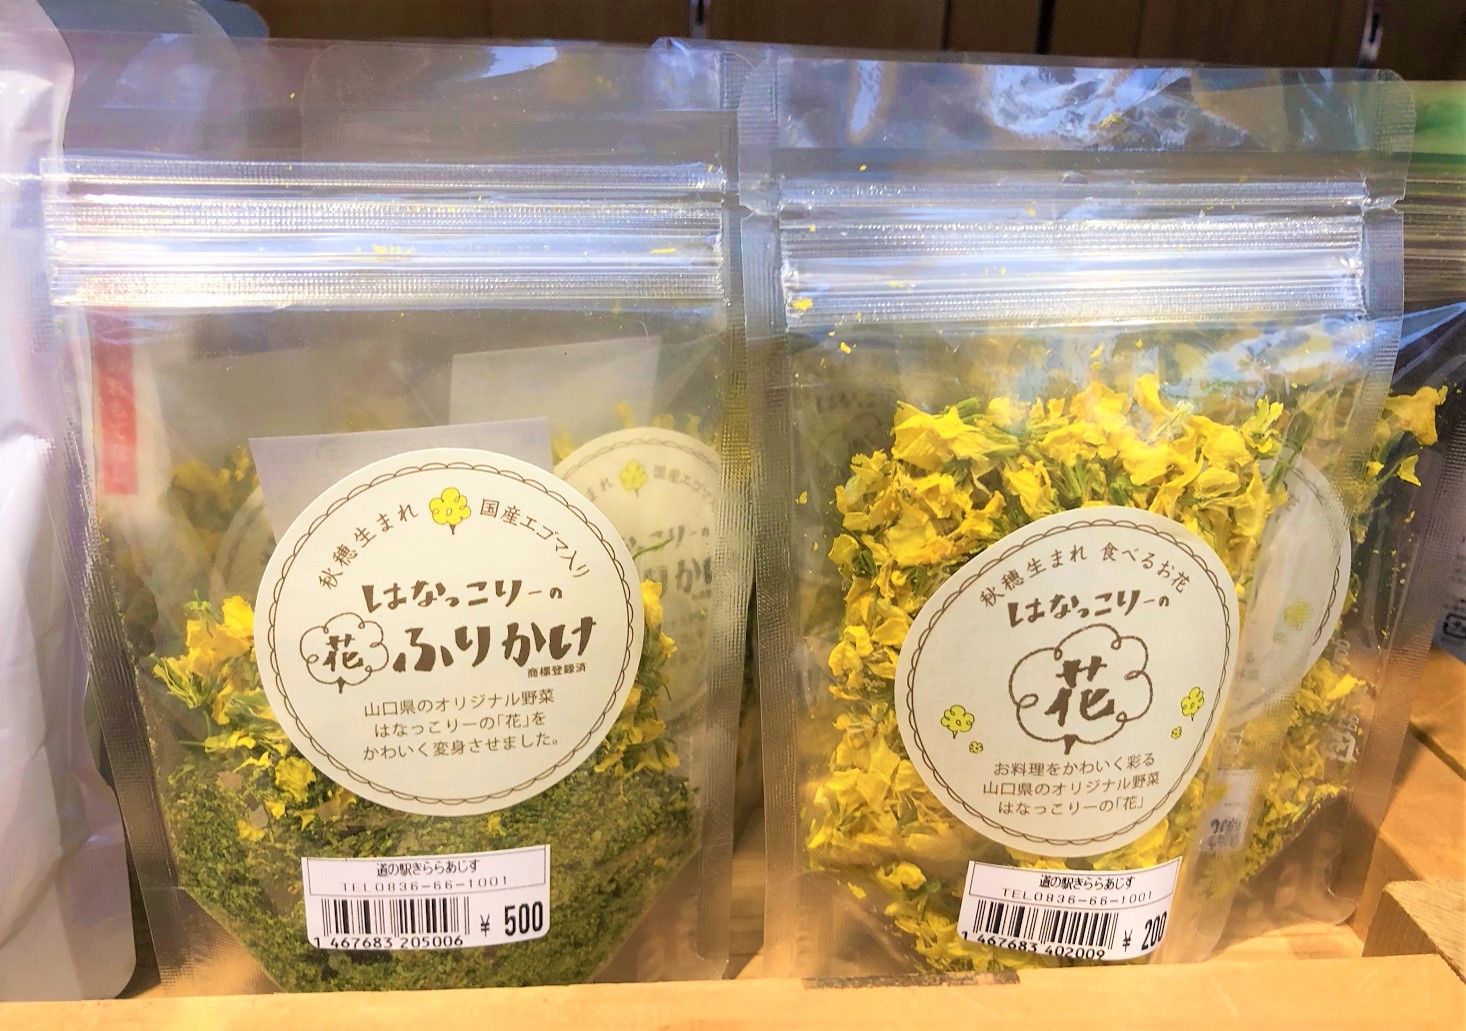 秋穂生まれ 国産エゴマ入り
はなっこりーの
花ふりかけ
商標登録済
山口県のオリジナル野菜
はなっこりーの「花」を
かわいく変身させました。
道の駅きららあじす
TEL0836-66-1001
1 467683 205006 ¥ 500
秋穂生まれ 食べるお花
はなっこりーの
花
お料理をかわいく彩る
山口県のオリジナル野菜
はなっこりーの「花」
道の駅きららあじす
TEL0836-66-1001
1 467683 402009 ¥ 200
国産エゴマ